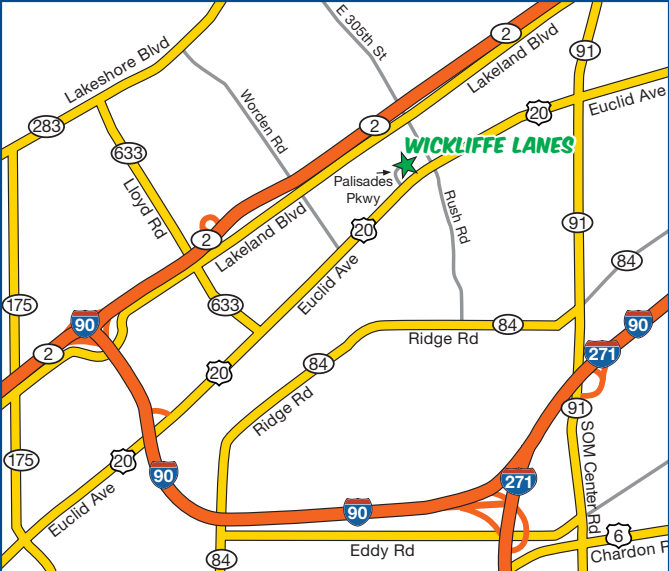 E 305th St
2
Lakeland Blvd
91
Lakeshore Blvd
Worden Rd
20
Euclid Ave
283
2
633
WICKLIFFE LANES
Palisades
Pkwy
Lloyd Rd
Rush Rd
2
Lakeland Blvd
20
91
84
Euclid Ave
175
633
90
90
2
84
Ridge Rd
271
84
20
Ridge Rd
91
SOM Center Rd
175
20
90
271
Euclid Ave
90
6
Eddy Rd
Chardon R
84